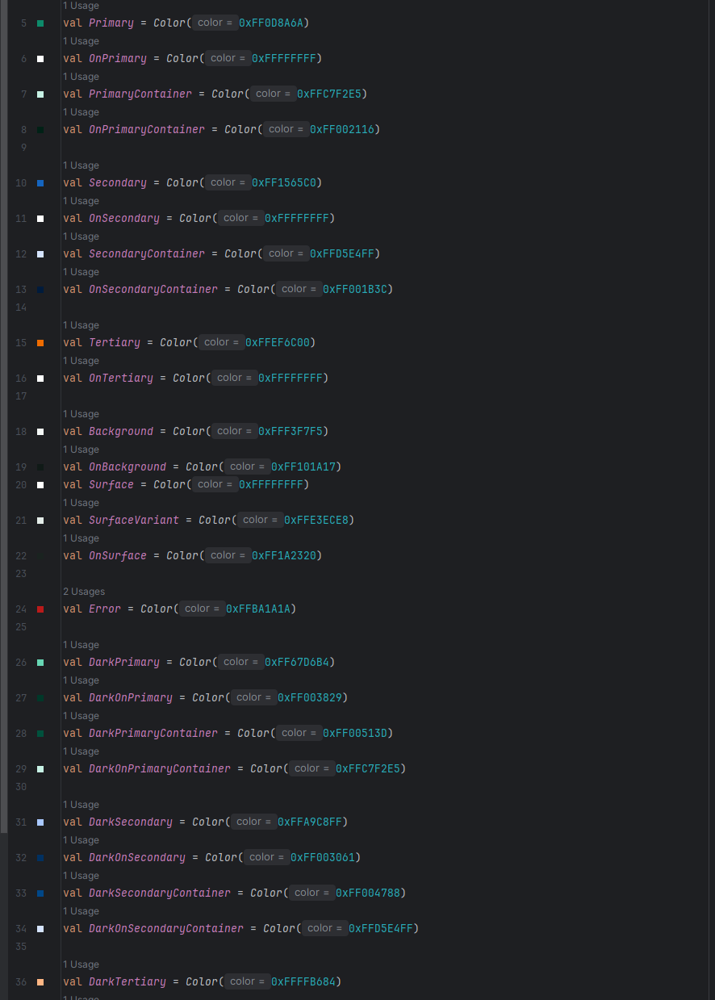 1 Usage
5 val Primary = Color( color = 0xFF0D8A6A)
1 Usage
6 val OnPrimary = Color( color = 0xFFFFFFFF)
1 Usage
7 val PrimaryContainer = Color( color = 0xFFC7F2E5)
1 Usage
8 val OnPrimaryContainer = Color( color = 0xFF002116)
9
1 Usage
10 val Secondary = Color( color = 0xFF1565C0)
1 Usage
11 val OnSecondary = Color( color = 0xFFFFFFFF)
1 Usage
12 val SecondaryContainer = Color( color = 0xFFD5E4FF)
1 Usage
13 val OnSecondaryContainer = Color( color = 0xFF001B3C)
14
1 Usage
15 val Tertiary = Color( color = 0xFFEF6C00)
1 Usage
16 val OnTertiary = Color( color = 0xFFFFFFFF)
17
1 Usage
18 val Background = Color( color = 0xFFF3F7F5)
1 Usage
19 val OnBackground = Color( color = 0xFF101A17)
20 val Surface = Color( color = 0xFFFFFFFF)
1 Usage
21 val SurfaceVariant = Color( color = 0xFFE3ECE8)
1 Usage
22 val OnSurface = Color( color = 0xFF1A2320)
23
2 Usages
24 val Error = Color( color = 0xFFBA1A1A)
25
1 Usage
26 val DarkPrimary = Color( color = 0xFF67D6B4)
1 Usage
27 val DarkOnPrimary = Color( color = 0xFF003829)
1 Usage
28 val DarkPrimaryContainer = Color( color = 0xFF00513D)
1 Usage
29 val DarkOnPrimaryContainer = Color( color = 0xFFC7F2E5)
30
1 Usage
31 val DarkSecondary = Color( color = 0xFFA9C8FF)
1 Usage
32 val DarkOnSecondary = Color( color = 0xFF003061)
1 Usage
33 val DarkSecondaryContainer = Color( color = 0xFF004788)
1 Usage
34 val DarkOnSecondaryContainer = Color( color = 0xFFD5E4FF)
35
1 Usage
36 val DarkTertiary = Color( color = 0xFFFFB684)
1 Usage